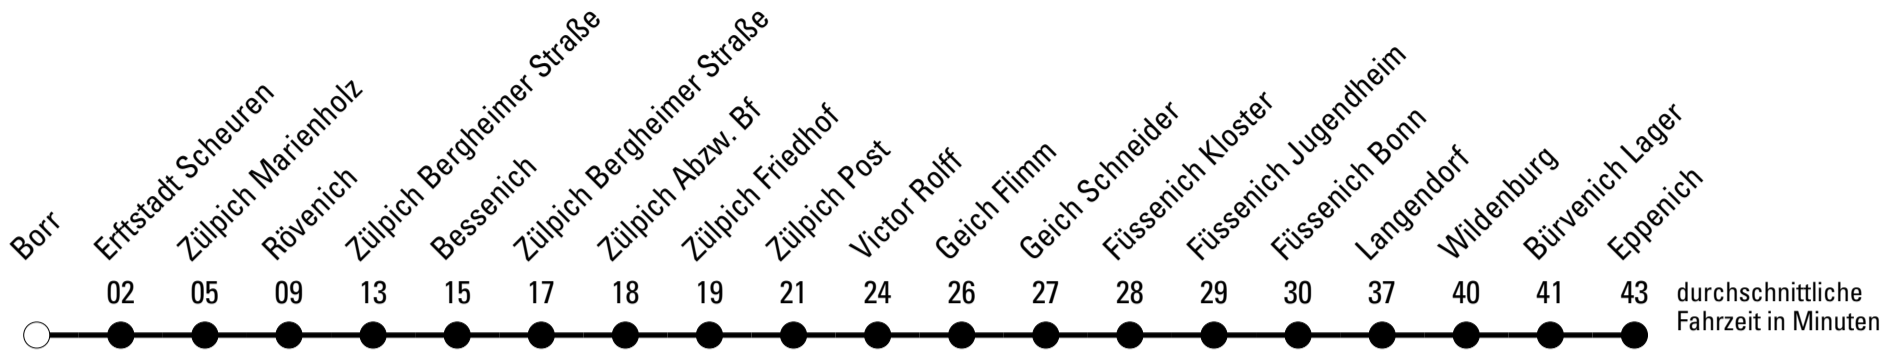 Borr
Erftstadt Scheuren
Zülpich Marienholz
Rövenich
Zülpich Bergheimer Straße
Bessenich
Zülpich Bergheimer Straße
Zülpich Abzw. Bf
Zülpich Friedhof
Zülpich Post
Victor Rolff
Geich Flimm
Geich Schneider
Füssenich Kloster
Füssenich Jugendheim
Füssenich Bonn
Langendorf
Wildenburg
Bürvenich Lager
Eppenich
02 05 09 13 15 17 18 19 21 24 26 27 28 29 30 37 40 41 43
durchschnittliche
Fahrzeit in Minuten